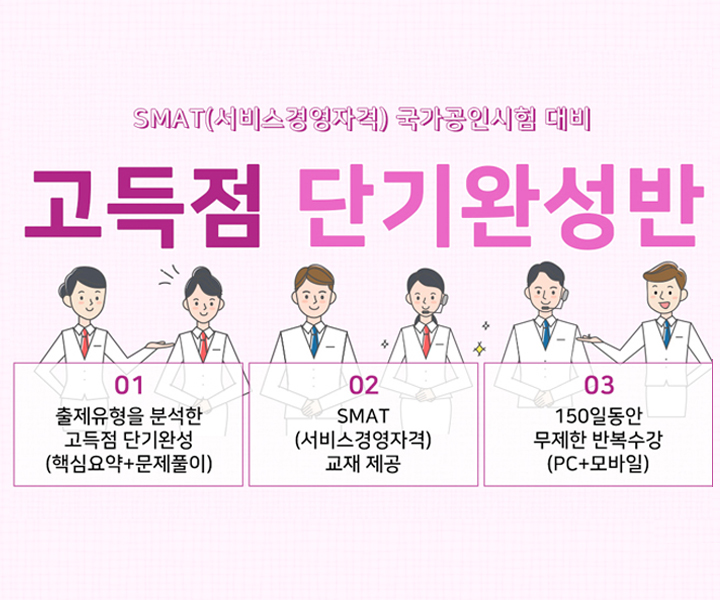 SMAT(서비스경영자격) 국가공인시험 대비
고득점 단기완성반
01
출제유형을 분석한
고득점 단기완성
(핵심요약+문제풀이)
02
SMAT
(서비스경영자격)
교재 제공
03
150일동안
무제한 반복수강
(PC+모바일)